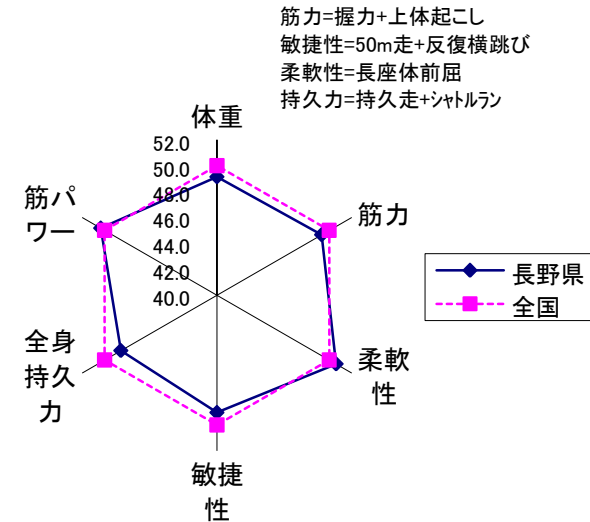 筋力=握力+上体起こし
敏捷性=50m走+反復横跳び
柔軟性=長座体前屈
持久力=持久走+シャトルラン
体重
52.0
50.0
48.0
46.0
44.0
42.0
40.0
筋力
柔軟
性
敏捷
性
全身
持久
力
筋パ
ワー
長野県
全国